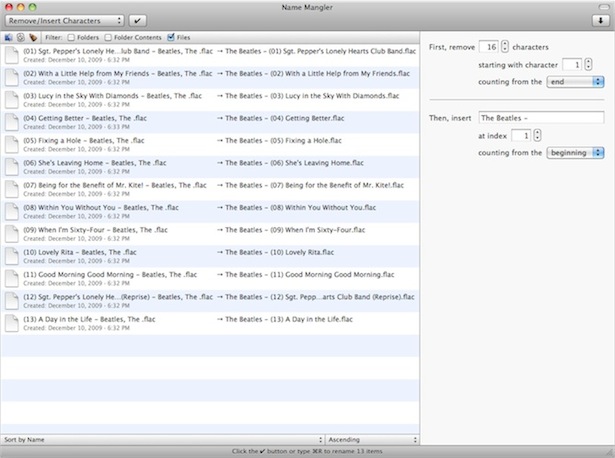 Name Mangler
Remove/Insert Characters
Filter: Folders Folder Contents Files
(01) Sgt. Pepper's Lonely He...lub Band – Beatles, The .flac → The Beatles – (01) Sgt. Pepper's Lonely Hearts Club Band.flac
Created: December 10, 2009 - 6:32 PM
(02) With a Little Help from My Friends – Beatles, The .flac → The Beatles – (02) With a Little Help from My Friends.flac
Created: December 10, 2009 - 6:32 PM
(03) Lucy in the Sky With Diamonds – Beatles, The .flac → The Beatles – (03) Lucy in the Sky With Diamonds.flac
Created: December 10, 2009 - 6:32 PM
(04) Getting Better – Beatles, The .flac → The Beatles – (04) Getting Better.flac
Created: December 10, 2009 - 6:33 PM
(05) Fixing a Hole – Beatles, The .flac → The Beatles – (05) Fixing a Hole.flac
Created: December 10, 2009 - 6:32 PM
(06) She's Leaving Home – Beatles, The .flac → The Beatles – (06) She's Leaving Home.flac
Created: December 10, 2009 - 6:32 PM
(07) Being for the Benefit of Mr. Kite! – Beatles, The .flac → The Beatles – (07) Being for the Benefit of Mr. Kite!.flac
Created: December 10, 2009 - 6:32 PM
(08) Within You Without You – Beatles, The .flac → The Beatles – (08) Within You Without You.flac
Created: December 10, 2009 - 6:32 PM
(09) When I'm Sixty-Four – Beatles, The .flac → The Beatles – (09) When I'm Sixty-Four.flac
Created: December 10, 2009 - 6:32 PM
(10) Lovely Rita – Beatles, The .flac → The Beatles – (10) Lovely Rita.flac
Created: December 10, 2009 - 6:32 PM
(11) Good Morning Good Morning – Beatles, The .flac → The Beatles – (11) Good Morning Good Morning.flac
Created: December 10, 2009 - 6:32 PM
(12) Sgt. Pepper's Lonely He...(Reprise) – Beatles, The .flac → The Beatles – (12) Sgt. Pepp...arts Club Band (Reprise).flac
Created: December 10, 2009 - 6:32 PM
(13) A Day in the Life – Beatles, The .flac → The Beatles – (13) A Day in the Life.flac
Created: December 10, 2009 - 6:32 PM
First, remove 16 characters
starting with character 1
counting from the end
Then, insert The Beatles –
at index 1
counting from the beginning
Sort by Name Ascending
Click the ✔ button or type ⌘R to rename 13 items